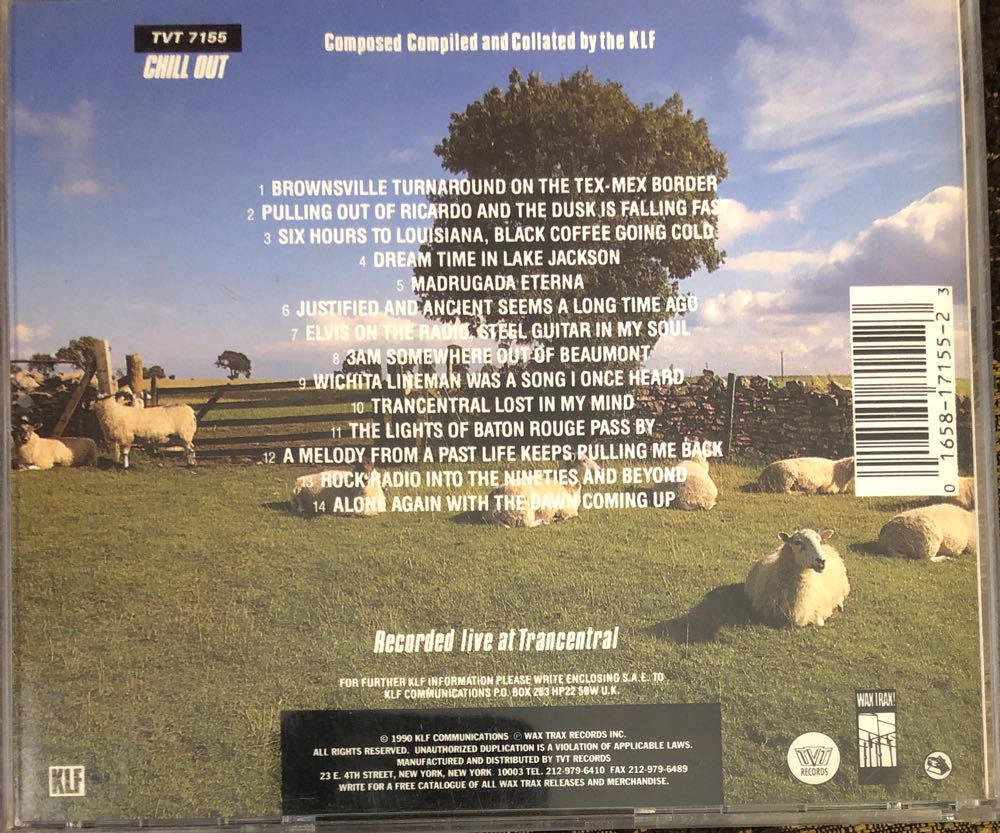 TVT 7155
CHILL OUT
Composed Compiled and Collated by the KLF
1 BROWNSVILLE TURNAROUND ON THE TEX-MEX BORDER
2 PULLING OUT OF RICARDO AND THE DUSK IS FALLING FAS
3 SIX HOURS TO LOUISIANA, BLACK COFFEE GOING COLD
4 DREAM TIME IN LAKE JACKSON
5 MADRUGADA ETERNA
6 JUSTIFIED AND ANCIENT SEEMS A LONG TIME AGO
7 ELVIS ON THE RADIO, STEEL GUITAR IN MY SOUL
8 3AM SOMEWHERE OUT OF BEAUMONT
9 WICHITA LINEMAN WAS A SONG I ONCE HEARD
10 TRANCENTRAL LOST IN MY MIND
11 THE LIGHTS OF BATON ROUGE PASS BY
12 A MELODY FROM A PAST LIFE KEEPS PULLING ME BACK
13 ROCK RADIO INTO THE NINETIES AND BEYOND
14 ALONE AGAIN WITH THE DAWN COMING UP
0 1658-17155-2 3
Recorded live at Trancentral
FOR FURTHER KLF INFORMATION PLEASE WRITE ENCLOSING S.A.E. TO
KLF COMMUNICATIONS P.O. BOX 283 HP22 5BW U.K.
© 1990 KLF COMMUNICATIONS ℗ WAX TRAX RECORDS INC.
ALL RIGHTS RESERVED. UNAUTHORIZED DUPLICATION IS A VIOLATION OF APPLICABLE LAWS.
MANUFACTURED AND DISTRIBUTED BY TVT RECORDS
23 E. 4TH STREET, NEW YORK, NEW YORK 10003 TEL. 212-979-6410 FAX 212-979-6489
WRITE FOR A FREE CATALOGUE OF ALL WAX TRAX RELEASES AND MERCHANDISE.
KLF
TVT
RECORDS
WAX TRAX!